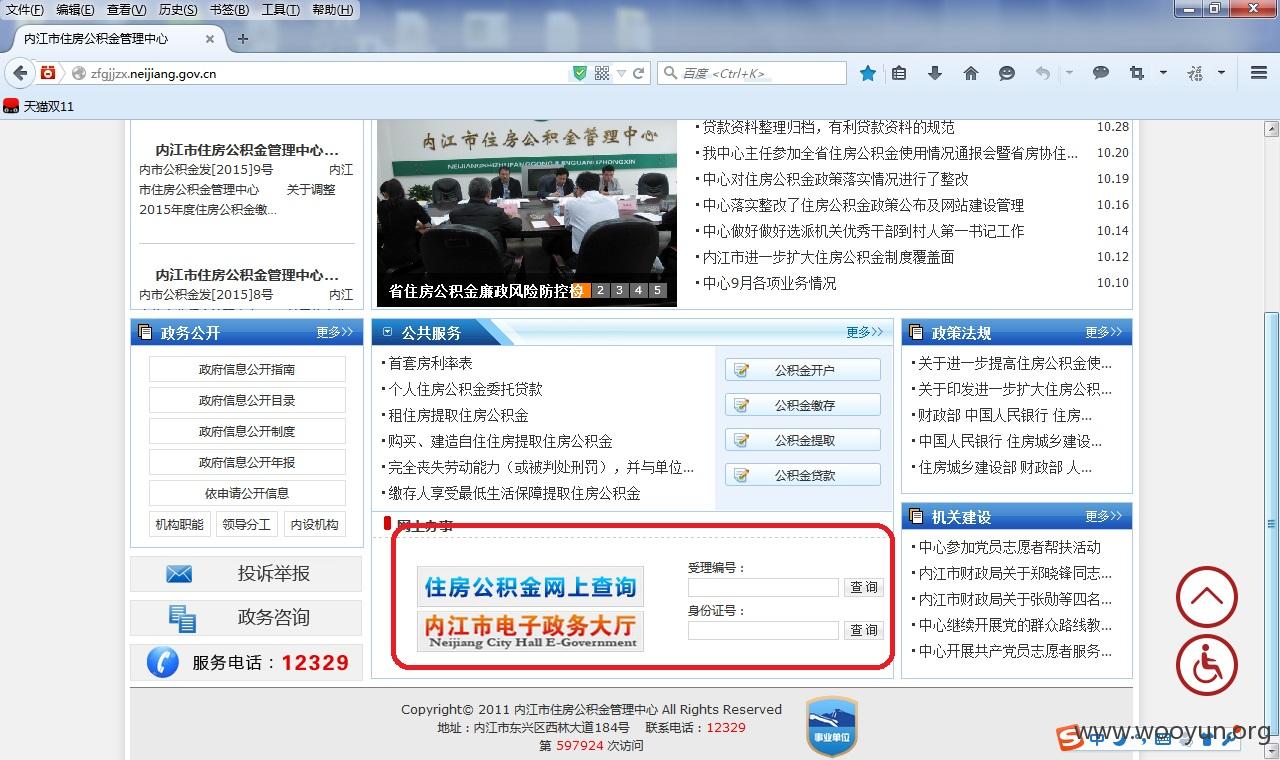 文件(F) 编辑(E) 查看(V) 历史(S) 书签(B) 工具(T) 帮助(H)
内江市住房公积金管理中心
zfgjjzx.neijiang.gov.cn
百度 <Ctrl+K>
天猫双11
内江市住房公积金管理中心...
内市公积金发[2015]9号 内江
市住房公积金管理中心 关于调整
2015年度住房公积金缴...
内江市住房公积金管理中心...
内市公积金发[2015]8号 内江
内江市住房公积金管理中心
NEIJIANGSHIZHUFANGGONGJIJINGUANLIZHONGXIN
省住房公积金廉政风险防控检
2 3 4 5
贷款资料整理归档，有利贷款资料的规范 10.28
我中心主任参加全省住房公积金使用情况通报会暨省房协住... 10.20
中心对住房公积金政策落实情况进行了整改 10.19
中心落实整改了住房公积金政策公布及网站建设管理 10.16
中心做好做好选派机关优秀干部到村人第一书记工作 10.14
内江市进一步扩大住房公积金制度覆盖面 10.12
中心9月各项业务情况 10.10
政务公开 更多>>
政府信息公开指南
政府信息公开目录
政府信息公开制度
政府信息公开年报
依申请公开信息
机构职能 领导分工 内设机构
投诉举报
政务咨询
服务电话：12329
公共服务 更多>>
首套房利率表
个人住房公积金委托贷款
租住房提取住房公积金
购买、建造自住住房提取住房公积金
完全丧失劳动能力（或被判处刑罚），并与单位...
缴存人享受最低生活保障提取住房公积金
公积金开户
公积金缴存
公积金提取
公积金贷款
网上办事
住房公积金网上查询
内江市电子政务大厅
Neijiang City Hall E-Government
受理编号：
查 询
身份证号：
查 询
政策法规 更多>>
关于进一步提高住房公积金使...
关于印发进一步扩大住房公积...
财政部 中国人民银行 住房...
中国人民银行 住房城乡建设...
住房城乡建设部 财政部 人...
机关建设 更多>>
中心参加党员志愿者帮扶活动
内江市财政局关于郑晓锋同志...
内江市财政局关于张勋等四名...
中心继续开展党的群众路线教...
中心开展共产党员志愿者服务...
Copyright© 2011 内江市住房公积金管理中心 All Rights Reserved
地址：内江市东兴区西林大道184号 联系电话：12329
第 597924 次访问
事业单位
中
www.wooyun.org